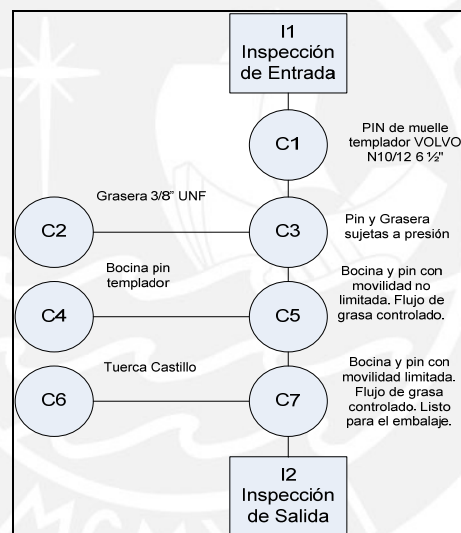 I1
Inspección
de Entrada
C1
PIN de muelle
templador VOLVO
N10/12 6 ½"
Grasera 3/8" UNF
C2
C3
Pin y Grasera
sujetas a presión
Bocina pin
templador
C4
C5
Bocina y pin con
movilidad no
limitada. Flujo de
grasa controlado.
Tuerca Castillo
C6
C7
Bocina y pin con
movilidad limitada.
Flujo de grasa
controlado. Listo
para el embalaje.
I2
Inspección
de Salida